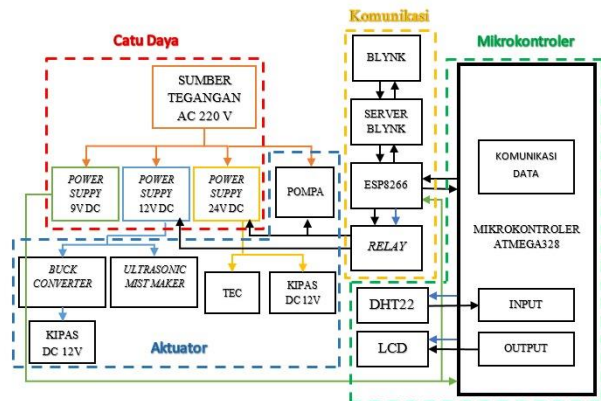 Komunikasi
Catu Daya
Mikrokontroler
SUMBER
TEGANGAN
AC 220 V
BLYNK
SERVER
BLYNK
POWER
SUPPY
9V DC
POWER
SUPPY
12V DC
POWER
SUPPY
24V DC
POMPA
ESP8266
RELAY
KOMUNIKASI
DATA
MIKROKONTROLER
ATMEGA328
BUCK
CONVERTER
ULTRASONIC
MIST MAKER
TEC
KIPAS
DC 12V
KIPAS
DC 12V
Aktuator
DHT22
LCD
INPUT
OUTPUT